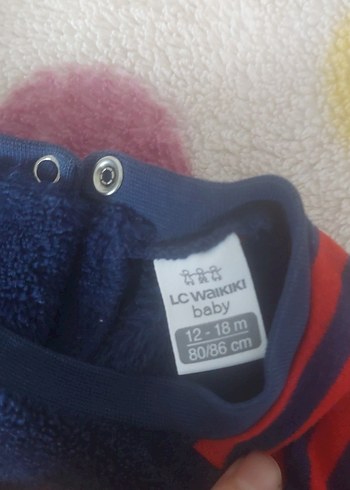 LC WAIKIKI
baby
12 - 18 m
80/86 cm